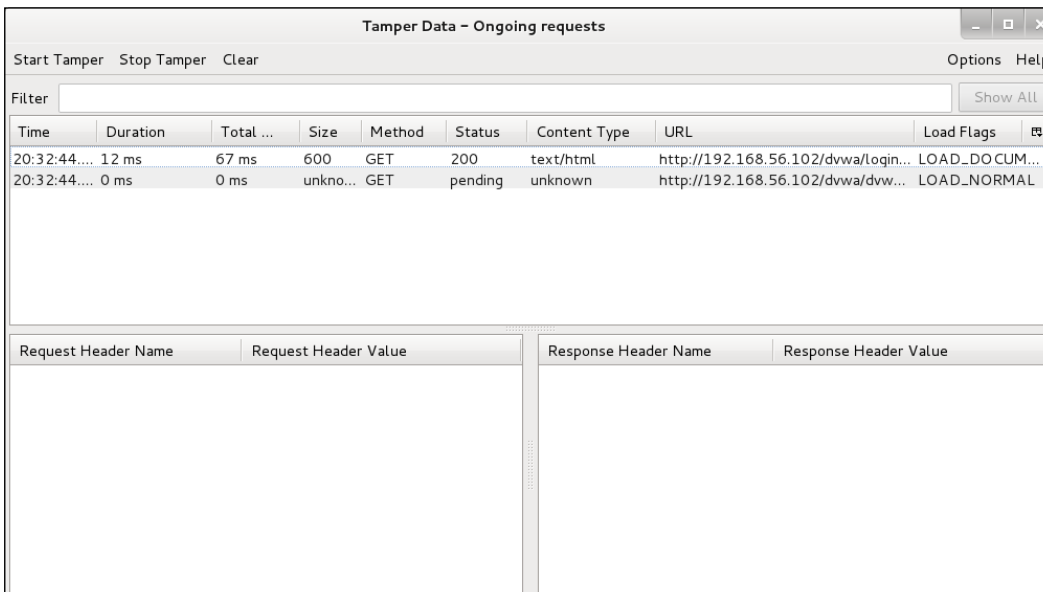 Tamper Data - Ongoing requests
Start Tamper Stop Tamper Clear Options Help
Filter Show All
Time Duration Total ... Size Method Status Content Type URL Load Flags
20:32:44.... 12 ms 67 ms 600 GET 200 text/html http://192.168.56.102/dvwa/login... LOAD_DOCUM...
20:32:44.... 0 ms 0 ms unkno... GET pending unknown http://192.168.56.102/dvwa/dvw... LOAD_NORMAL
Request Header Name Request Header Value Response Header Name Response Header Value